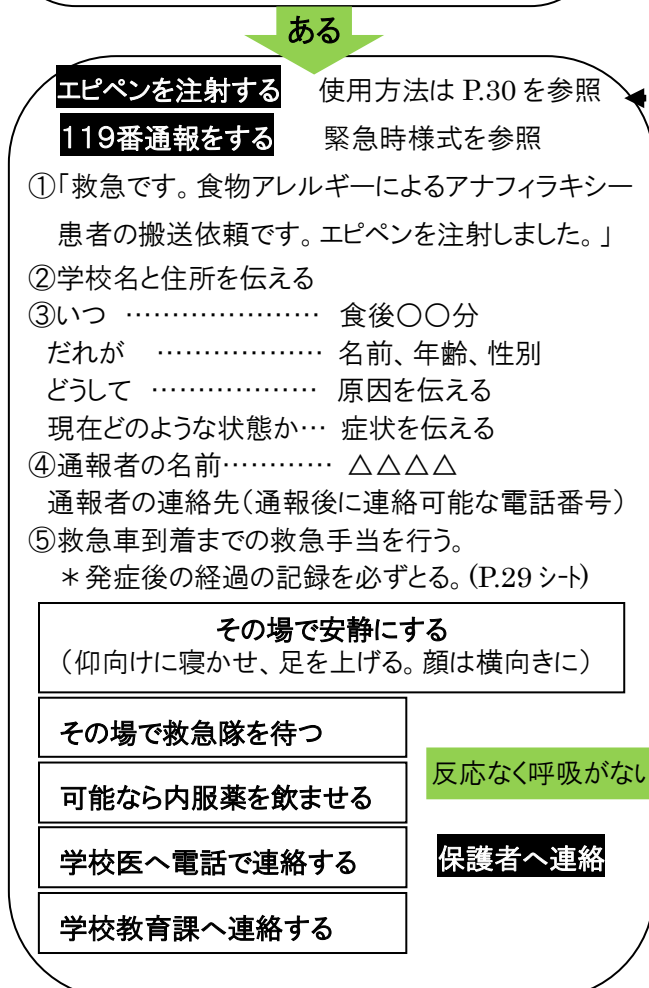 ある
エピペンを注射する 使用方法は P.30 を参照
119番通報をする 緊急時様式を参照
①「救急です。食物アレルギーによるアナフィラキシー
患者の搬送依頼です。エピペンを注射しました。」
②学校名と住所を伝える
③いつ ………………… 食後〇〇分
だれが ……………… 名前、年齢、性別
どうして ……………… 原因を伝える
現在どのような状態か… 症状を伝える
④通報者の名前………… △△△△
通報者の連絡先（通報後に連絡可能な電話番号）
⑤救急車到着までの救急手当を行う。
＊発症後の経過の記録を必ずとる。(P.29 シート)
その場で安静にする
（仰向けに寝かせ、足を上げる。顔は横向きに）
その場で救急隊を待つ
反応なく呼吸がない
可能なら内服薬を飲ませる
学校医へ電話で連絡する
保護者へ連絡
学校教育課へ連絡する